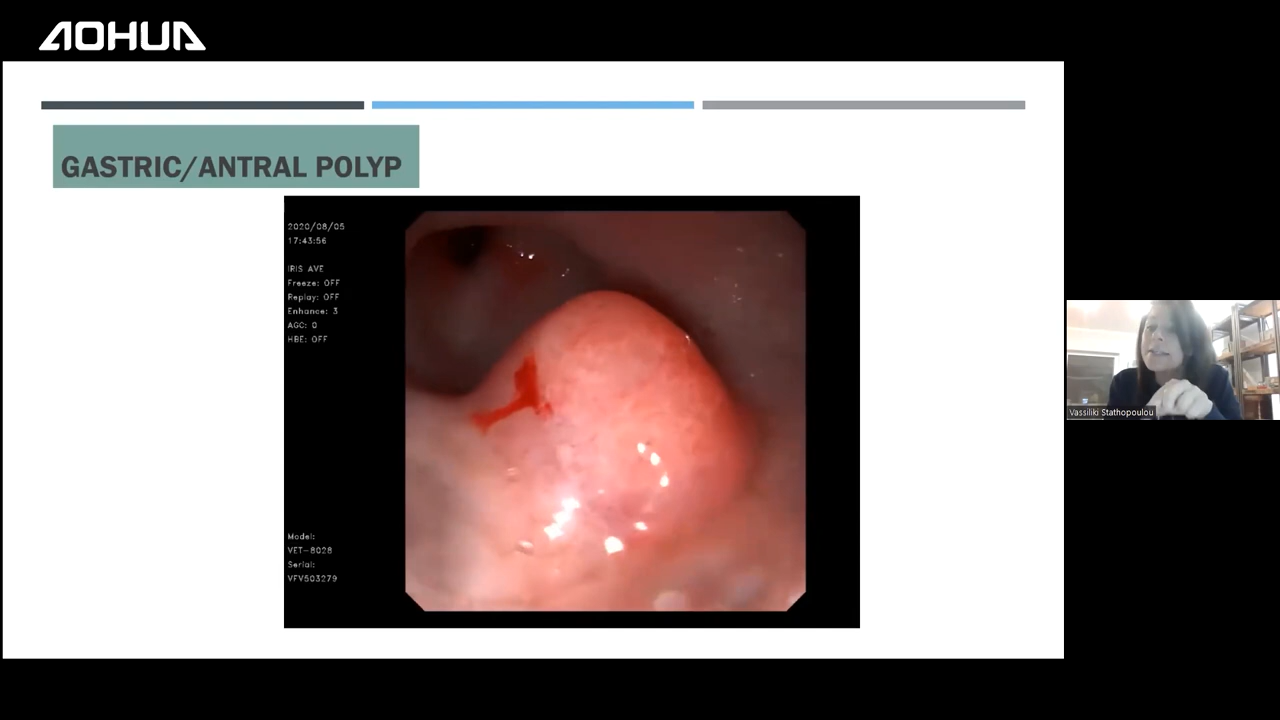 AOHUA
GASTRIC/ANTRAL POLYP
2020/08/05
17:43:56
IRIS AVE
Freeze: OFF
Replay: OFF
Enhance: 3
AGC: 0
HBE: OFF
Model:
VET-8028
Serial:
VFV503279
Vassiliki Stathopoulou